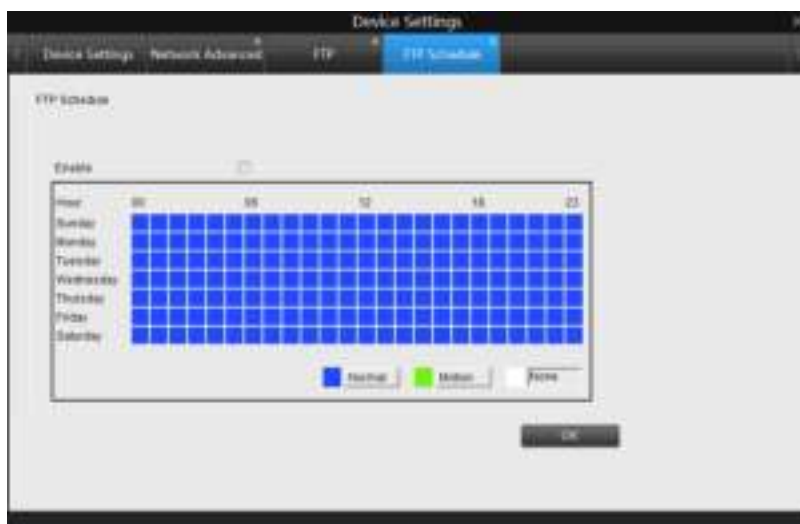 Device Settings
Device Settings Network Advanced FTP FTP Schedule
FTP Schedule
Enable
Hour 00 06 12 18 23
Sunday
Monday
Tuesday
Wednesday
Thursday
Friday
Saturday
Normal Motion None
OK